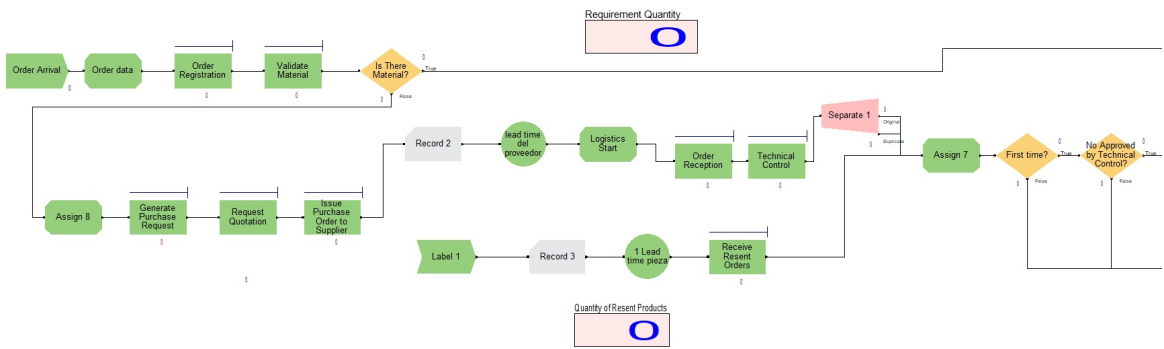 Requirement Quantity
0
Order Arrival
Order data
Order
Registration
Validate
Material
Is There
Material?
True
False
Record 2
lead time
del
proveedor
Logistics
Start
Order
Reception
Technical
Control
Separate 1
Original
Duplicate
Assign 7
First time?
True
False
No Approved
by Technical
Control?
True
False
Assign 8
Generate
Purchase
Request
Request
Quotation
Issue
Purchase
Order to
Supplier
Label 1
Record 3
1 Lead
time pieza
Receive
Resent
Orders
Quantity of Resent Products
0